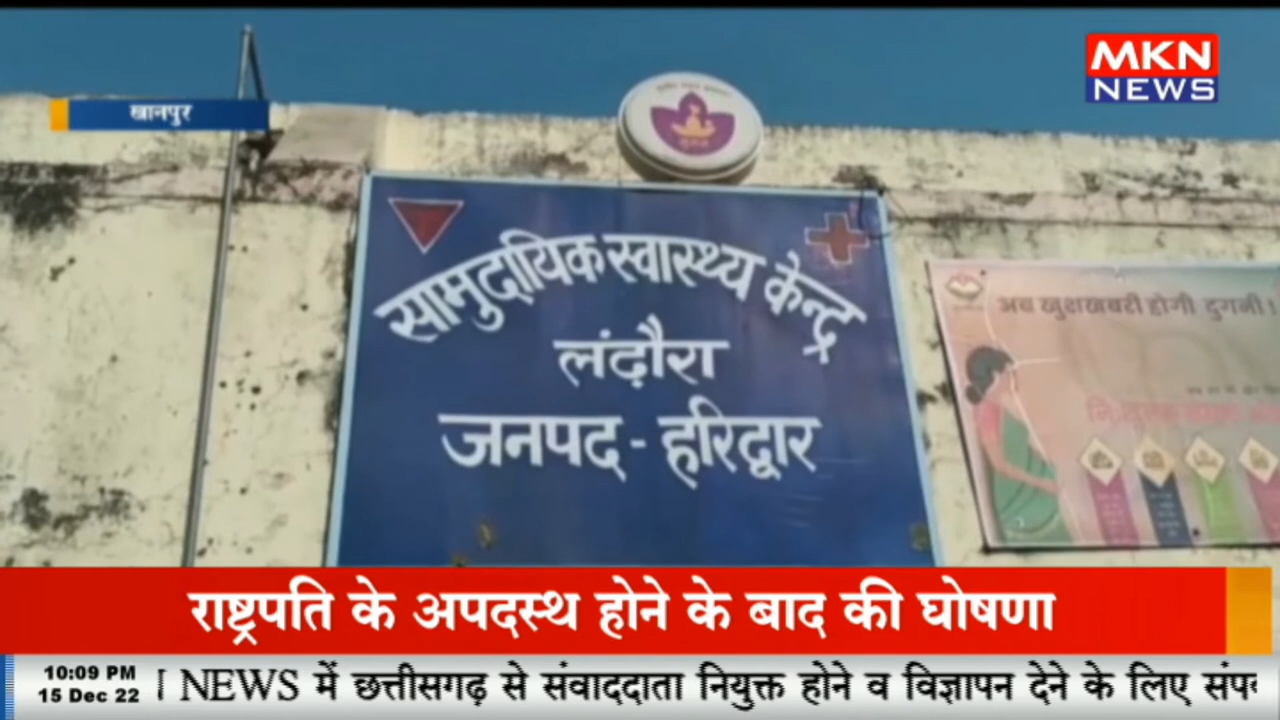 MKN
NEWS
खानपुर
सामुदायिक स्वास्थ्य केन्द्र
लंढौरा
जनपद - हरिद्वार
अब खुशखबरी होगी दुगनी!
राष्ट्रपति के अपदस्थ होने के बाद की घोषणा
10:09 PM
15 Dec 22
NEWS में छत्तीसगढ़ से संवाददाता नियुक्त होने व विज्ञापन देने के लिए